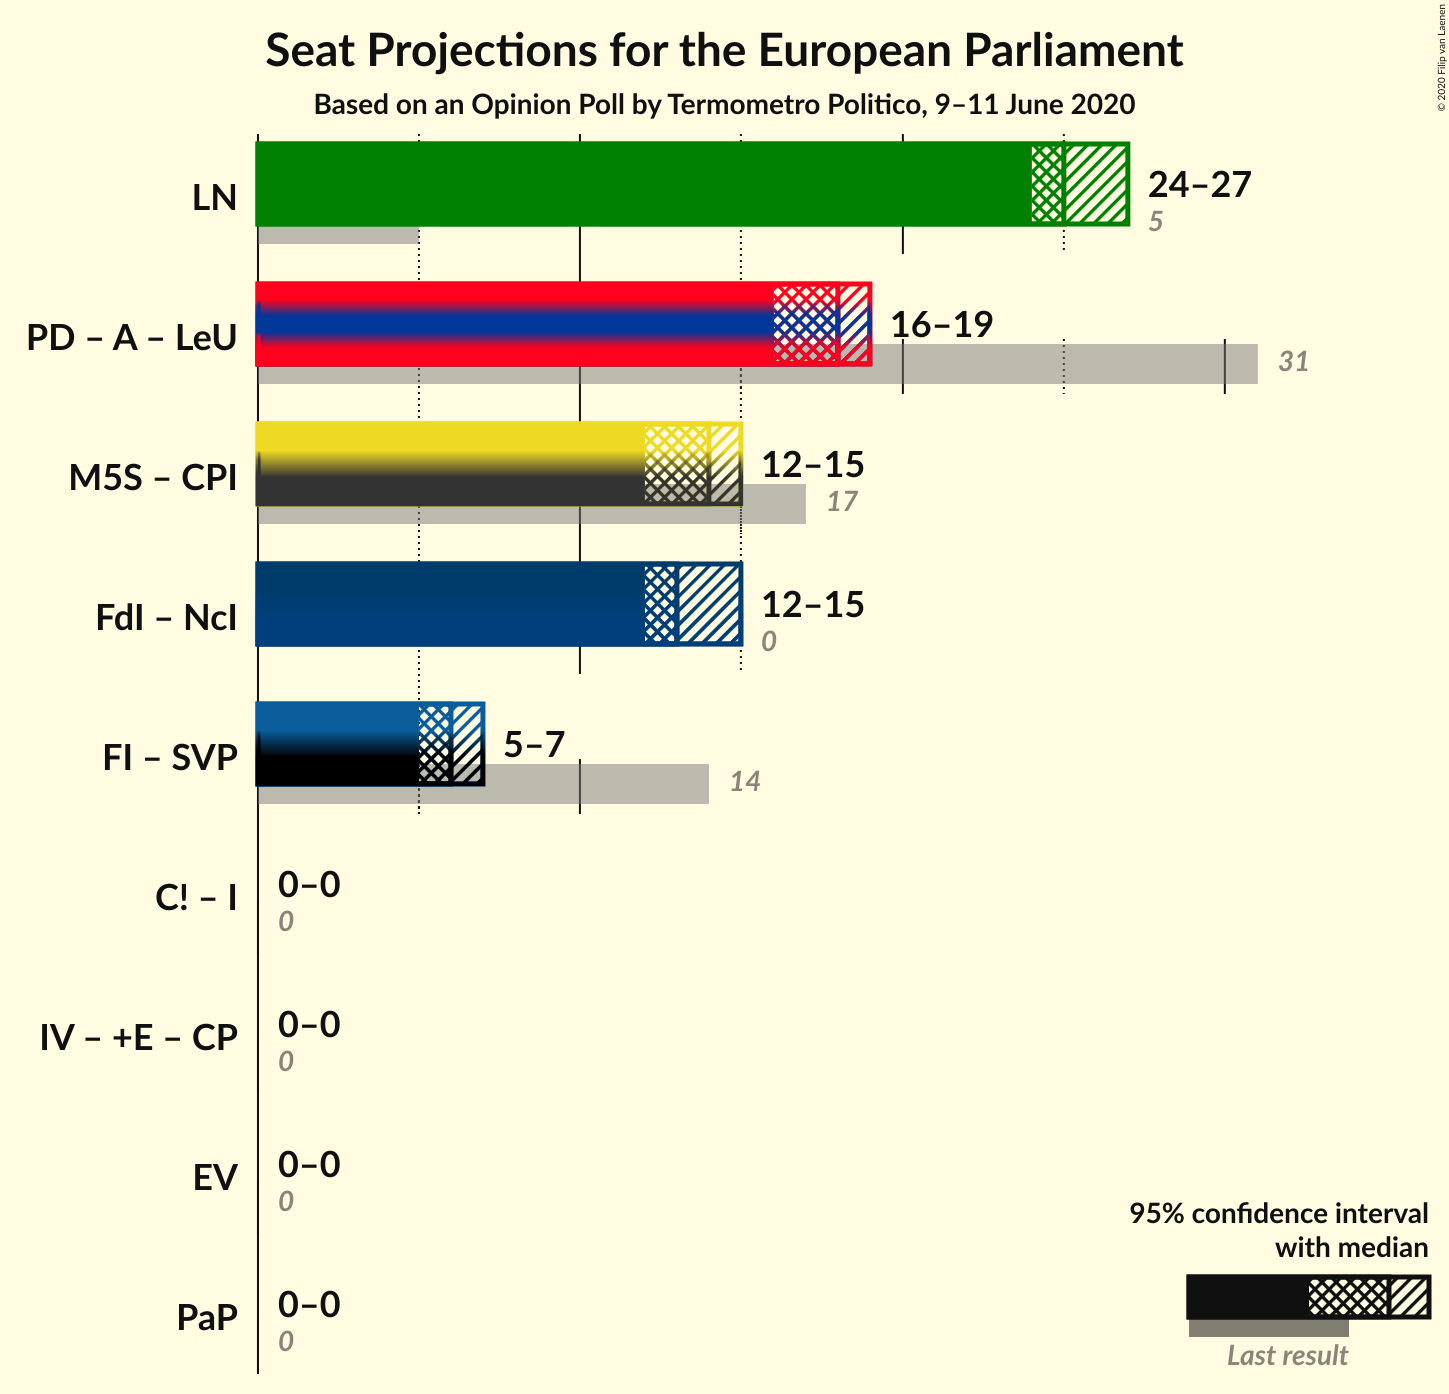 Seat Projections for the European Parliament
Based on an Opinion Poll by Termometro Politico, 9–11 June 2020
© 2020 Filip van Laenen
LN
24–27
5
PD – A – LeU
16–19
31
M5S – CPI
12–15
17
FdI – NcI
12–15
0
FI – SVP
5–7
14
C! – I
0–0
0
IV – +E – CP
0–0
0
EV
0–0
0
PaP
0–0
0
95% confidence interval
with median
Last result